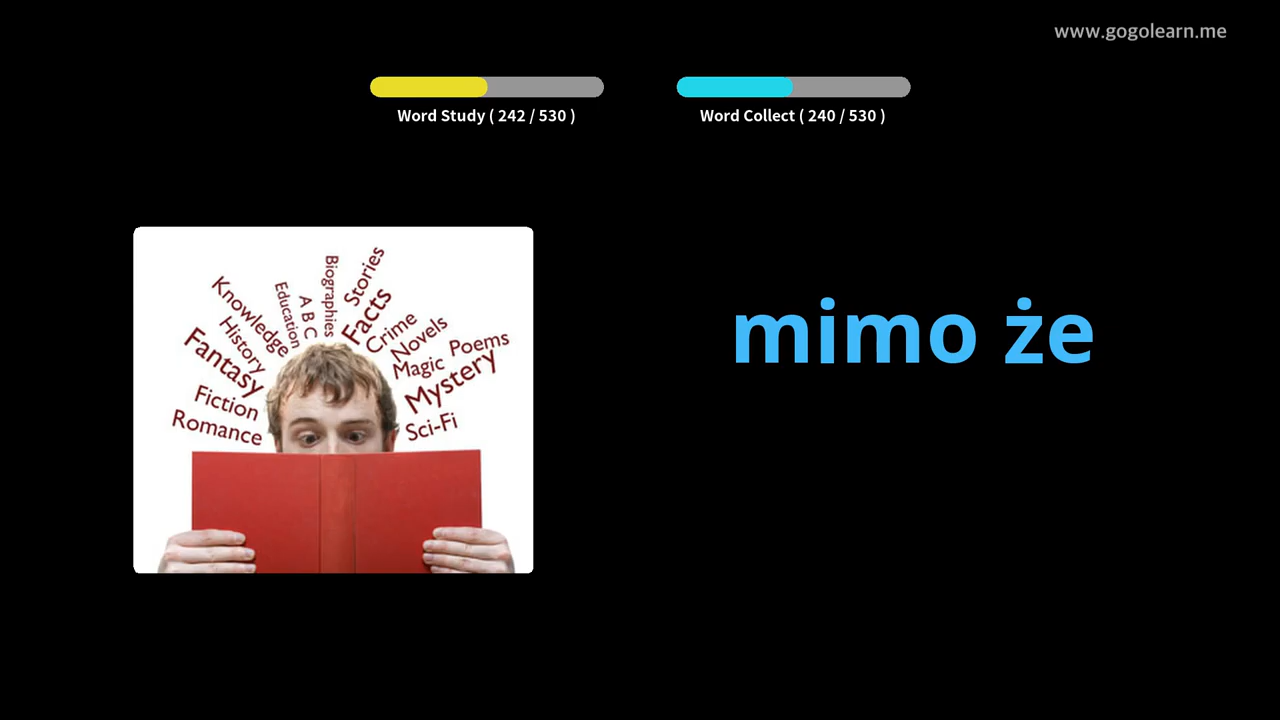 www.gogolearn.me
Word Study ( 242 / 530 )
Word Collect ( 240 / 530 )
Romance
Fiction
Fantasy
History
Knowledge
Education
A B C
Biographies
Stories
Facts
Crime
Novels
Magic
Poems
Mystery
Sci-Fi
mimo że